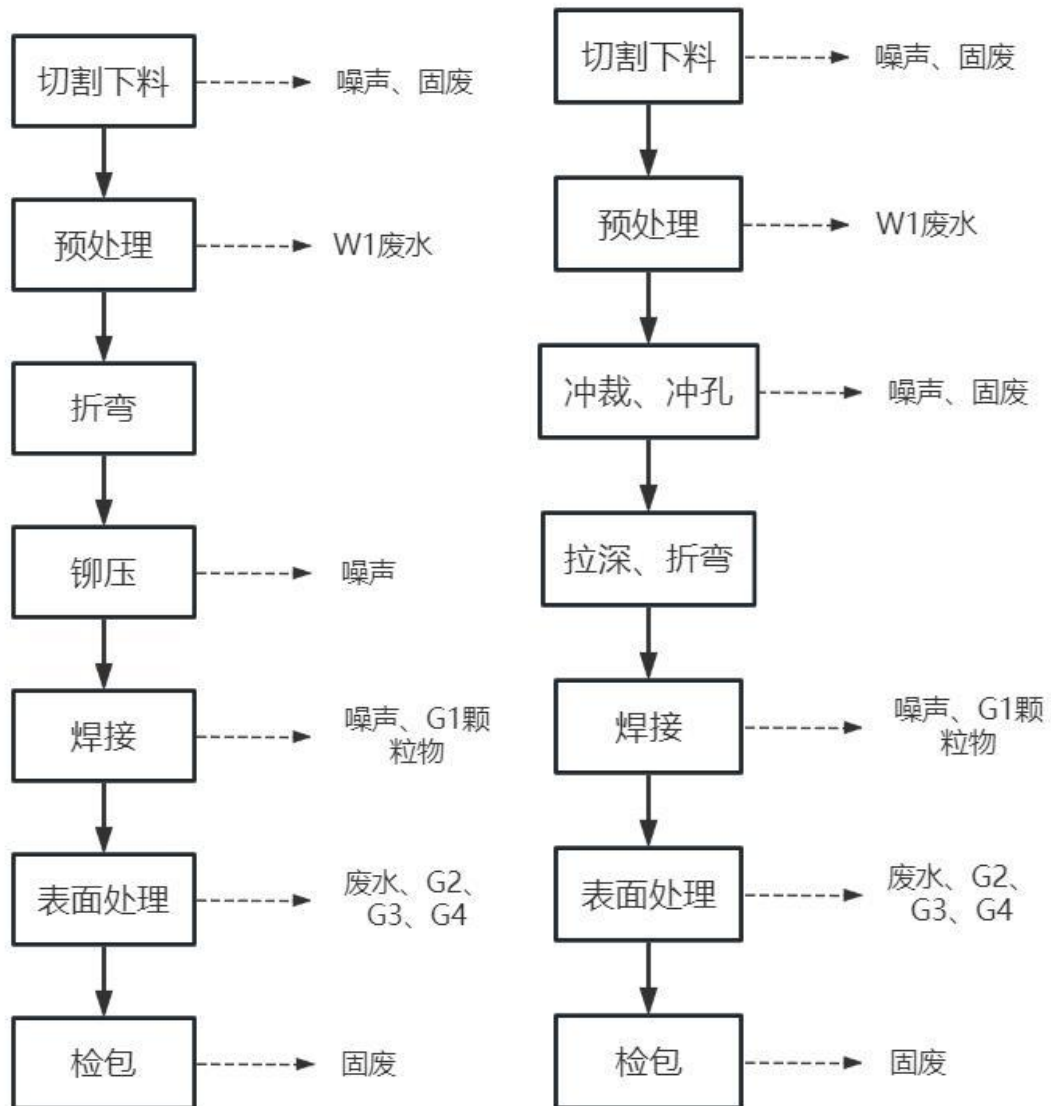 切割下料
噪声、固废
预处理
W1废水
折弯
铆压
噪声
焊接
噪声、G1颗
粒物
表面处理
废水、G2、
G3、G4
检包
固废
切割下料
噪声、固废
预处理
W1废水
冲裁、冲孔
噪声、固废
拉深、折弯
焊接
噪声、G1颗
粒物
表面处理
废水、G2、
G3、G4
检包
固废